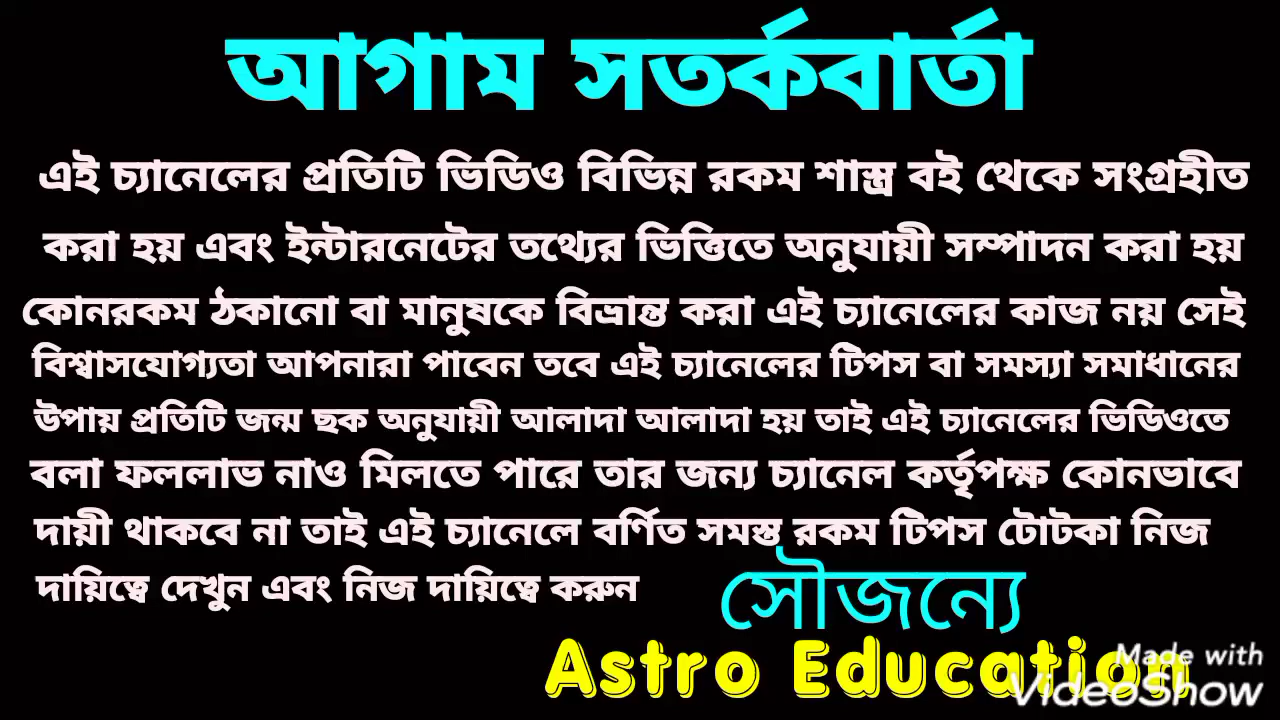 আগাম সতর্কবার্তা
এই চ্যানেলের প্রতিটি ভিডিও বিভিন্ন রকম শাস্ত্র বই থেকে সংগ্রহীত
করা হয় এবং ইন্টারনেটের তথ্যের ভিত্তিতে অনুযায়ী সম্পাদন করা হয়
কোনরকম ঠকানো বা মানুষকে বিভ্রান্ত করা এই চ্যানেলের কাজ নয় সেই
বিশ্বাসযোগ্যতা আপনারা পাবেন তবে এই চ্যানেলের টিপস বা সমস্যা সমাধানের
উপায় প্রতিটি জন্ম ছক অনুযায়ী আলাদা আলাদা হয় তাই এই চ্যানেলের ভিডিওতে
বলা ফললাভ নাও মিলতে পারে তার জন্য চ্যানেল কর্তৃপক্ষ কোনভাবে
দায়ী থাকবে না তাই এই চ্যানেলে বর্ণিত সমস্ত রকম টিপস টোটকা নিজ
দায়িত্বে দেখুন এবং নিজ দায়িত্বে করুন
সৌজন্যে
Astro Education
Made with
VideoShow